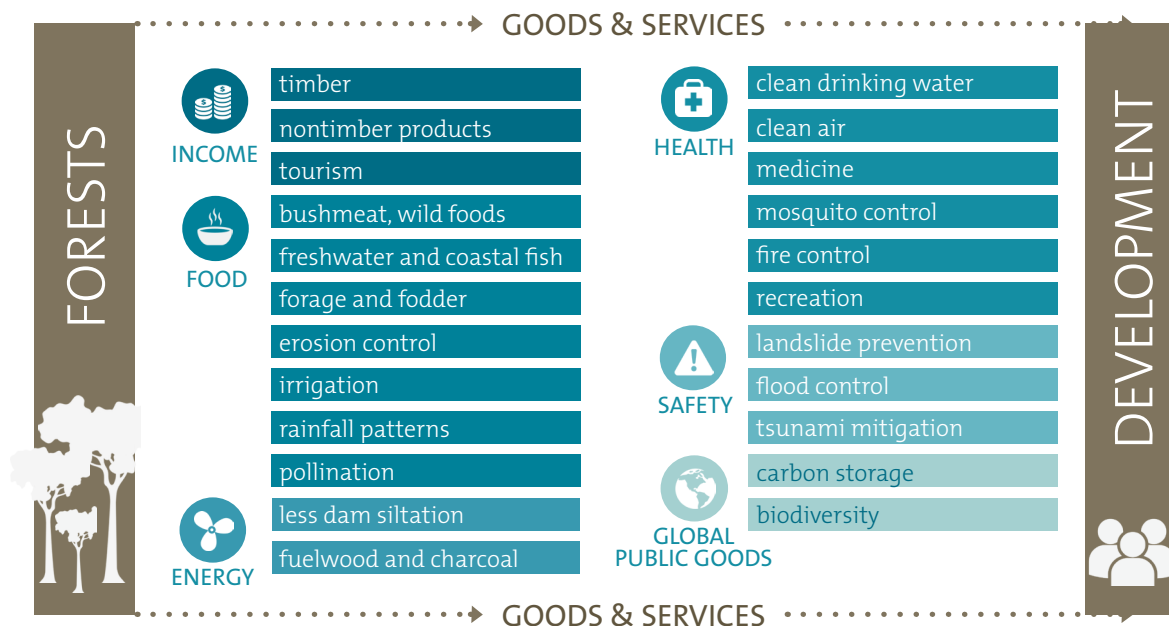 GOODS & SERVICES
FORESTS
INCOME
timber
nontimber products
tourism
FOOD
bushmeat, wild foods
freshwater and coastal fish
forage and fodder
erosion control
irrigation
rainfall patterns
pollination
ENERGY
less dam siltation
fuelwood and charcoal
HEALTH
clean drinking water
clean air
medicine
mosquito control
fire control
recreation
SAFETY
landslide prevention
flood control
tsunami mitigation
GLOBAL
PUBLIC GOODS
carbon storage
biodiversity
DEVELOPMENT
GOODS & SERVICES